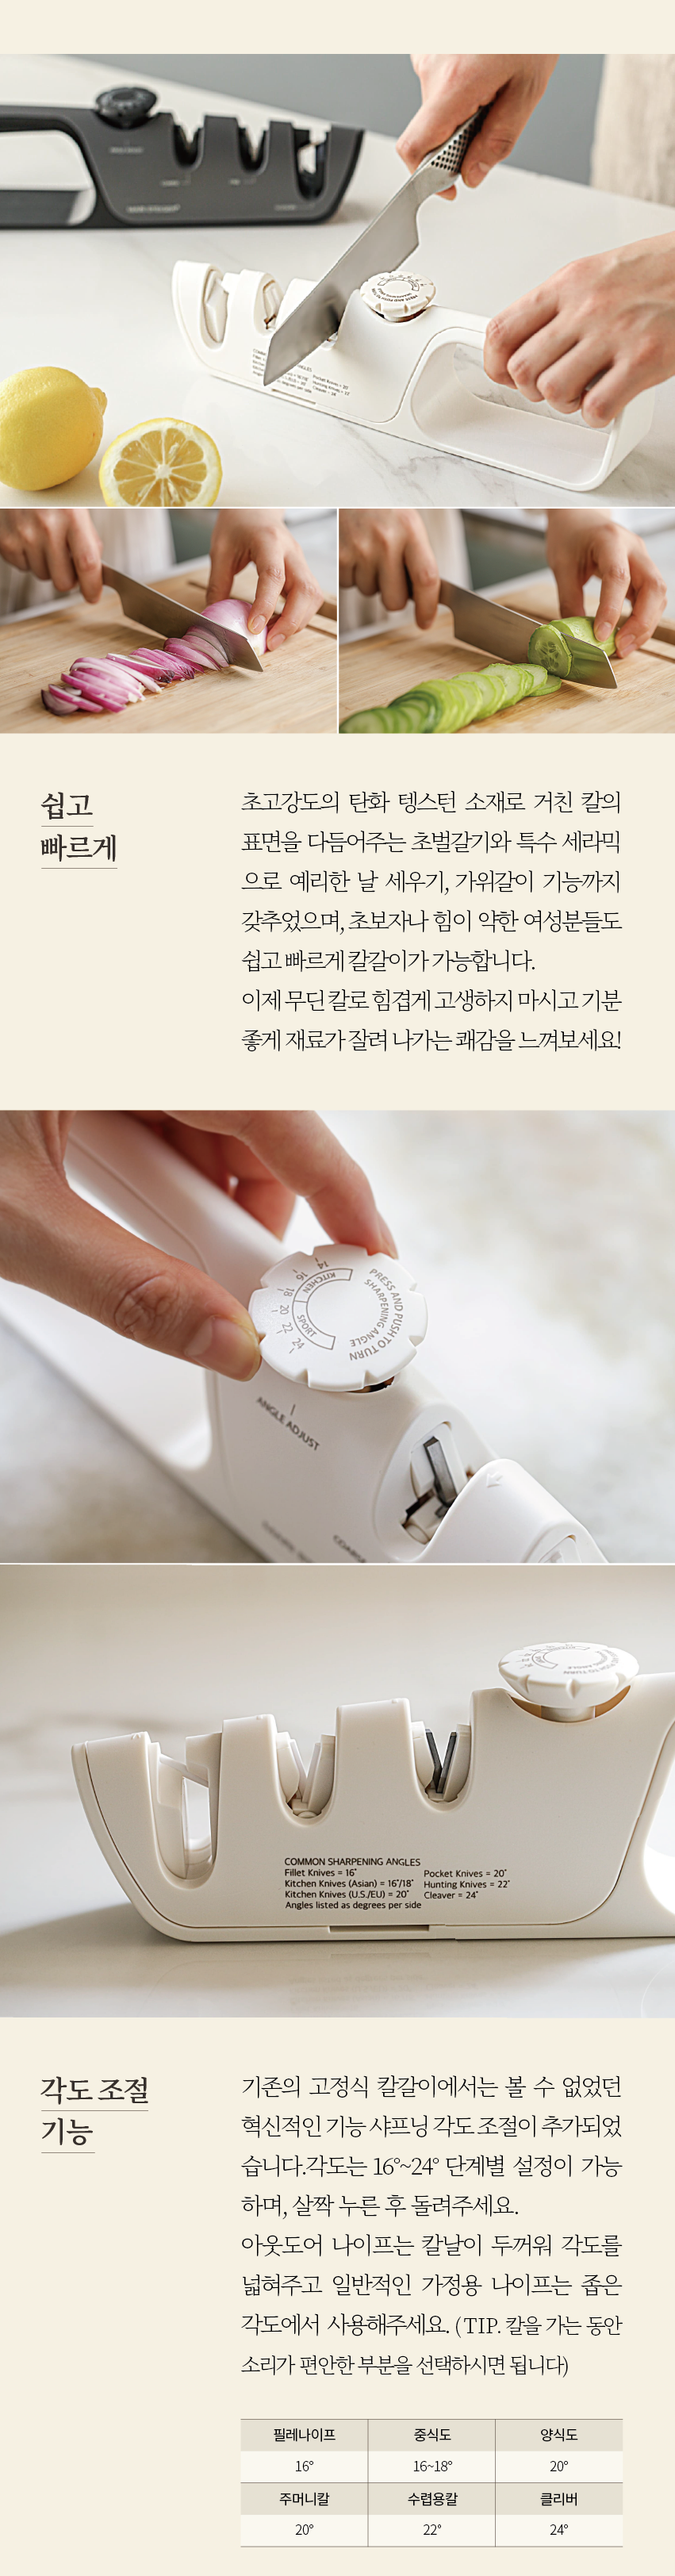 쉽고
빠르게
초고강도의 탄화 텡스턴 소재로 거친 칼의
표면을 다듬어주는 초벌갈기와 특수 세라믹
으로 예리한 날 세우기, 가위갈이 기능까지
갖추었으며, 초보자나 힘이 약한 여성분들도
쉽고 빠르게 칼갈이가 가능합니다.
이제 무딘 칼로 힘겹게 고생하지 마시고 기분
좋게 재료가 잘려 나가는 쾌감을 느껴보세요!
PRESS AND PUSH TO TURN
SHARPENING ANGLE
KITCHEN
SPORT
14
16
18
20
22
24
ANGLE ADJUST
COMMON SHARPENING ANGLES
Fillet Knives = 16°
Kitchen Knives (Asian) = 16°/18°
Kitchen Knives (U.S./EU) = 20°
Angles listed as degrees per side
Pocket Knives = 20°
Hunting Knives = 22°
Cleaver = 24°
각도 조절
기능
기존의 고정식 칼갈이에서는 볼 수 없었던
혁신적인 기능 샤프닝 각도 조절이 추가되었
습니다.각도는 16°~24° 단계별 설정이 가능
하며, 살짝 누른 후 돌려주세요.
아웃도어 나이프는 칼날이 두꺼워 각도를
넓혀주고 일반적인 가정용 나이프는 좁은
각도에서 사용해주세요. (TIP. 칼을 가는 동안
소리가 편안한 부분을 선택하시면 됩니다)
필레나이프 중식도 양식도
16° 16~18° 20°
주머니칼 수렵용칼 클리버
20° 22° 24°